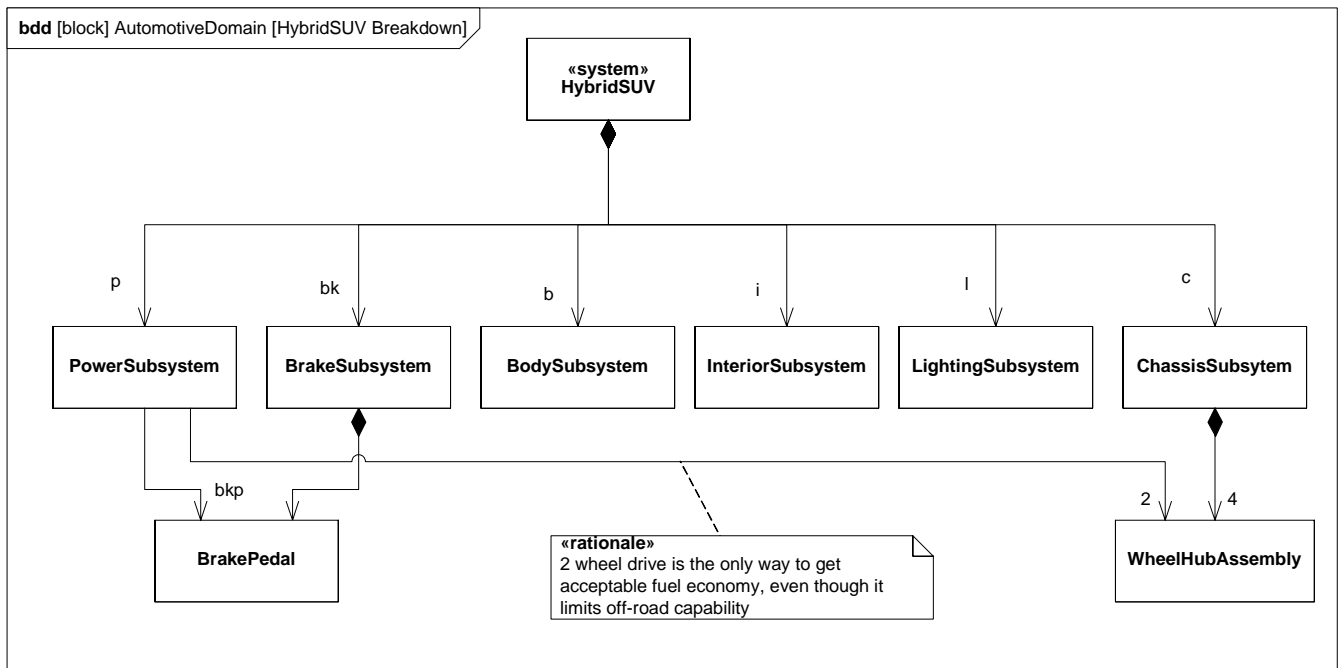 bdd [block] AutomotiveDomain [HybridSUV Breakdown]
«system»
HybridSUV
p
bk
b
i
l
c
PowerSubsystem
BrakeSubsystem
BodySubsystem
InteriorSubsystem
LightingSubsystem
ChassisSubsytem
bkp
2
4
BrakePedal
«rationale»
2 wheel drive is the only way to get
acceptable fuel economy, even though it
limits off-road capability
WheelHubAssembly